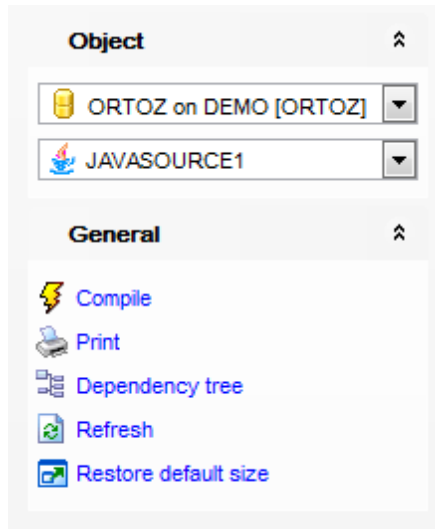 Object
ORTOZ on DEMO [ORTOZ]
JAVASOURCE1
General
Compile
Print
Dependency tree
Refresh
Restore default size